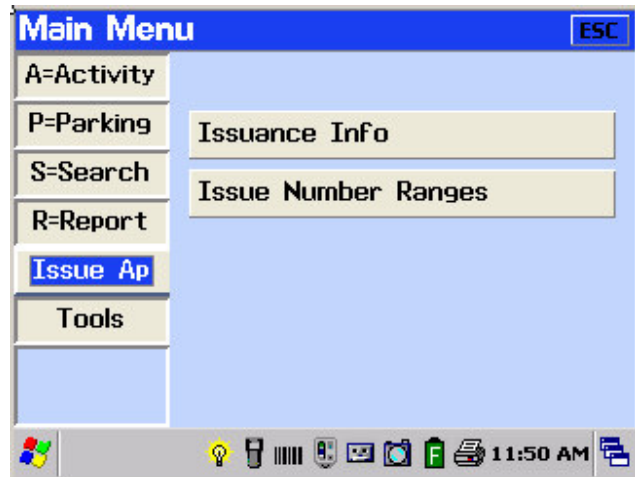 Main Menu
ESC
A=Activity
P=Parking
S=Search
R=Report
Issue Ap
Tools
Issuance Info
Issue Number Ranges
F
11:50 AM